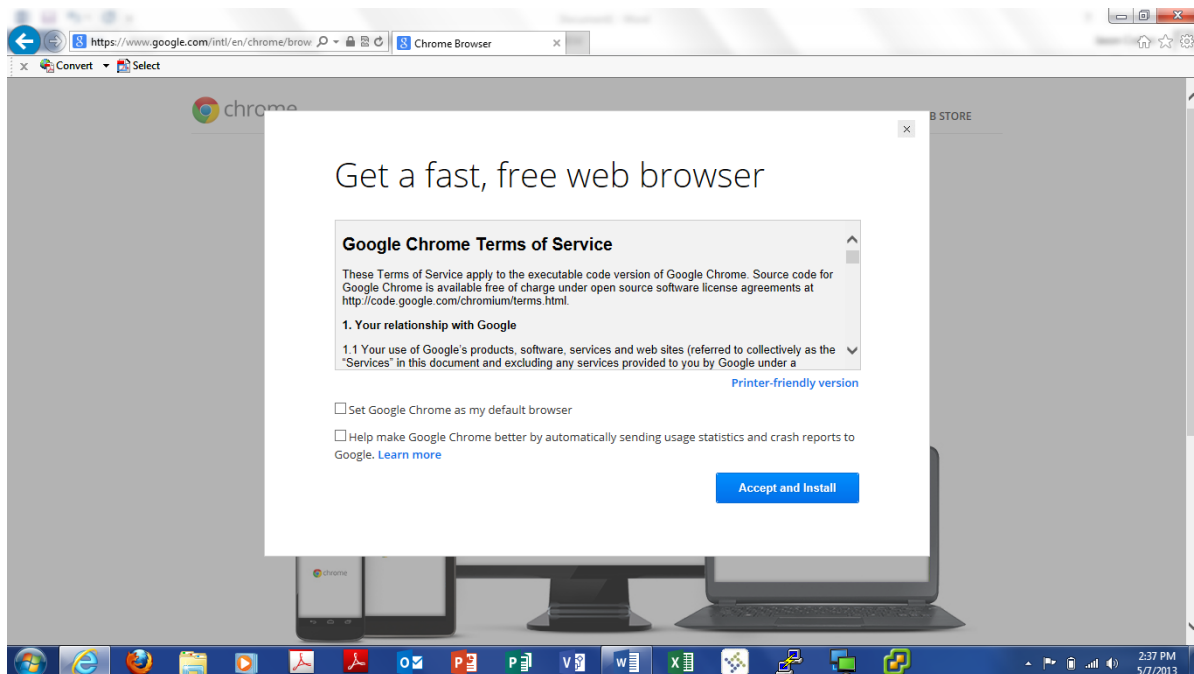 https://www.google.com/intl/en/chrome/brow
Chrome Browser
Convert
Select
chrome
B STORE
Get a fast, free web browser
Google Chrome Terms of Service
These Terms of Service apply to the executable code version of Google Chrome. Source code for
Google Chrome is available free of charge under open source software license agreements at
http://code.google.com/chromium/terms.html.
1. Your relationship with Google
1.1 Your use of Google's products, software, services and web sites (referred to collectively as the
“Services” in this document and excluding any services provided to you by Google under a
Printer-friendly version
Set Google Chrome as my default browser
Help make Google Chrome better by automatically sending usage statistics and crash reports to
Google. Learn more
Accept and Install
chrome
2:37 PM
5/7/2013